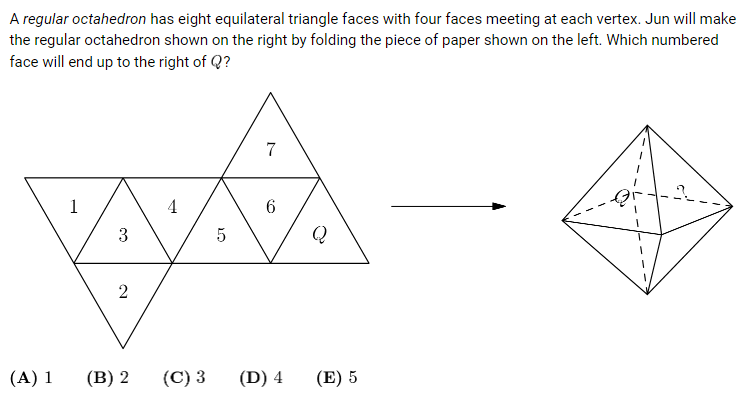 A regular octahedron has eight equilateral triangle faces with four faces meeting at each vertex. Jun will make
the regular octahedron shown on the right by folding the piece of paper shown on the left. Which numbered
face will end up to the right of Q?
7
1 4 6
3 5 Q
2
Q ?
(A) 1 (B) 2 (C) 3 (D) 4 (E) 5